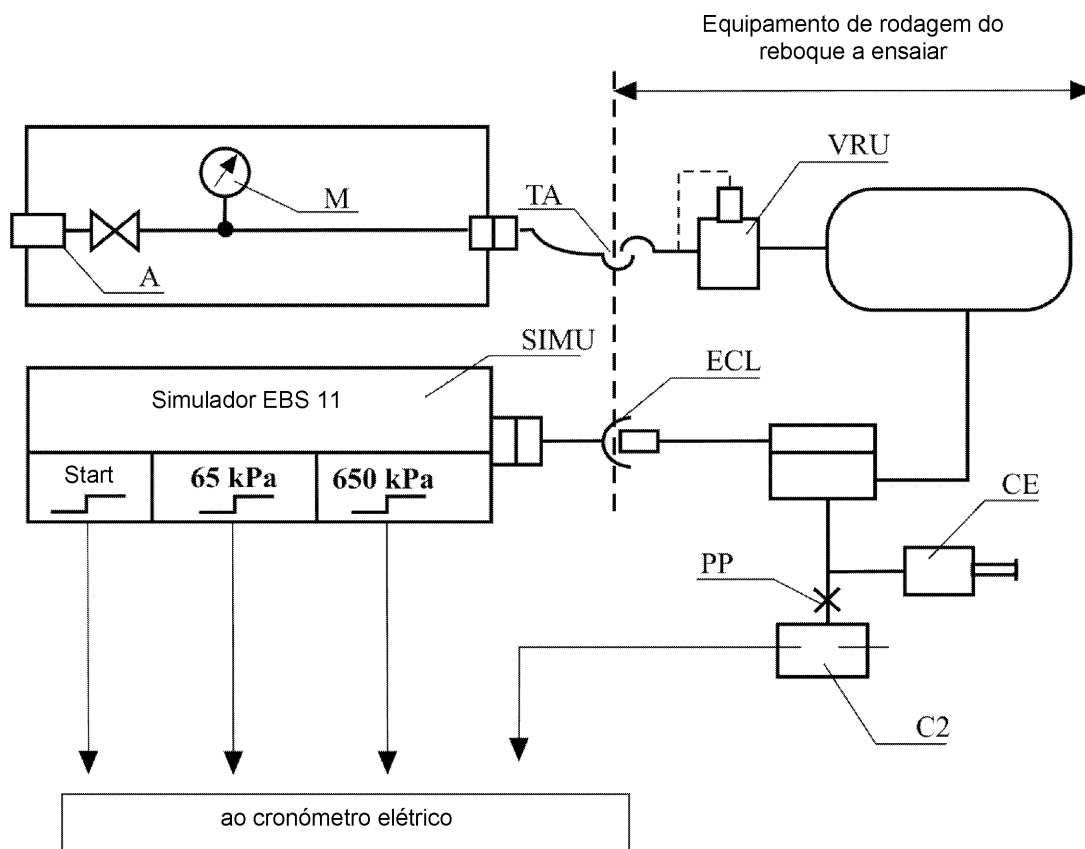 Equipamento de rodagem do
reboque a ensaiar
VRU
M
TA
A
SIMU
ECL
Simulador EBS 11
Start
65 kPa
650 kPa
CE
PP
C2
ao cronómetro elétrico